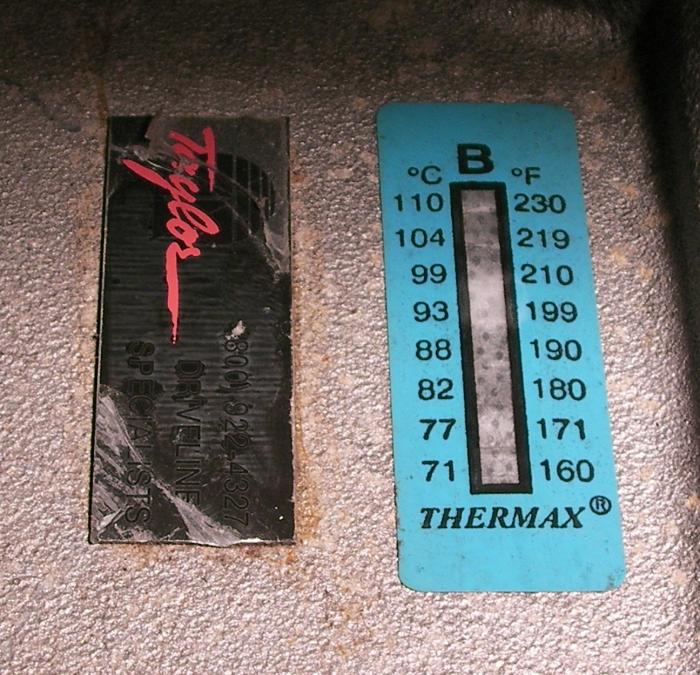 Taylor
(800) 922-4327
DRIVELINE
SPECIALISTS
B
°C °F
110 230
104 219
99 210
93 199
88 190
82 180
77 171
71 160
THERMAX®